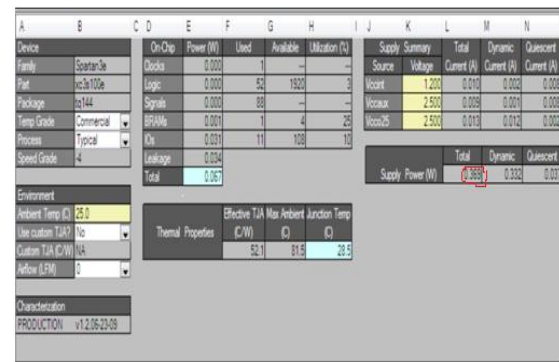 A B C D E F G H I J K L M N
Device
Family Spartan3e
Part xc3s100e
Package tq144
Temp Grade Commercial
Process Typical
Speed Grade -4
Environment
Ambient Temp (C) 25.0
Use custom TJA? No
Custom TJA (C/W) NA
Airflow (LFM) 0
Characterization
PRODUCTION v1.2,06-23-09
On-Chip Power (W) Used Available Utilization (%)
Clocks 0.000 1 --- ---
Logic 0.000 52 1920 3
Signals 0.000 88 --- ---
BRAMs 0.001 1 4 25
IOs 0.031 11 108 10
Leakage 0.034
Total 0.067
Effective TJA Max Ambient Junction Temp
Thermal Properties (C/W) (C) (C)
52.1 81.5 28.5
Supply Summary Total Dynamic Quiescent
Source Voltage Current (A) Current (A) Current (A)
Vccint 1.200 0.010 0.002
Vccaux 2.500 0.009 0.001
Vcco25 2.500 0.013 0.012 0.002
Total Dynamic Quiescent
Supply Power (W) 0.369 0.332 0.037